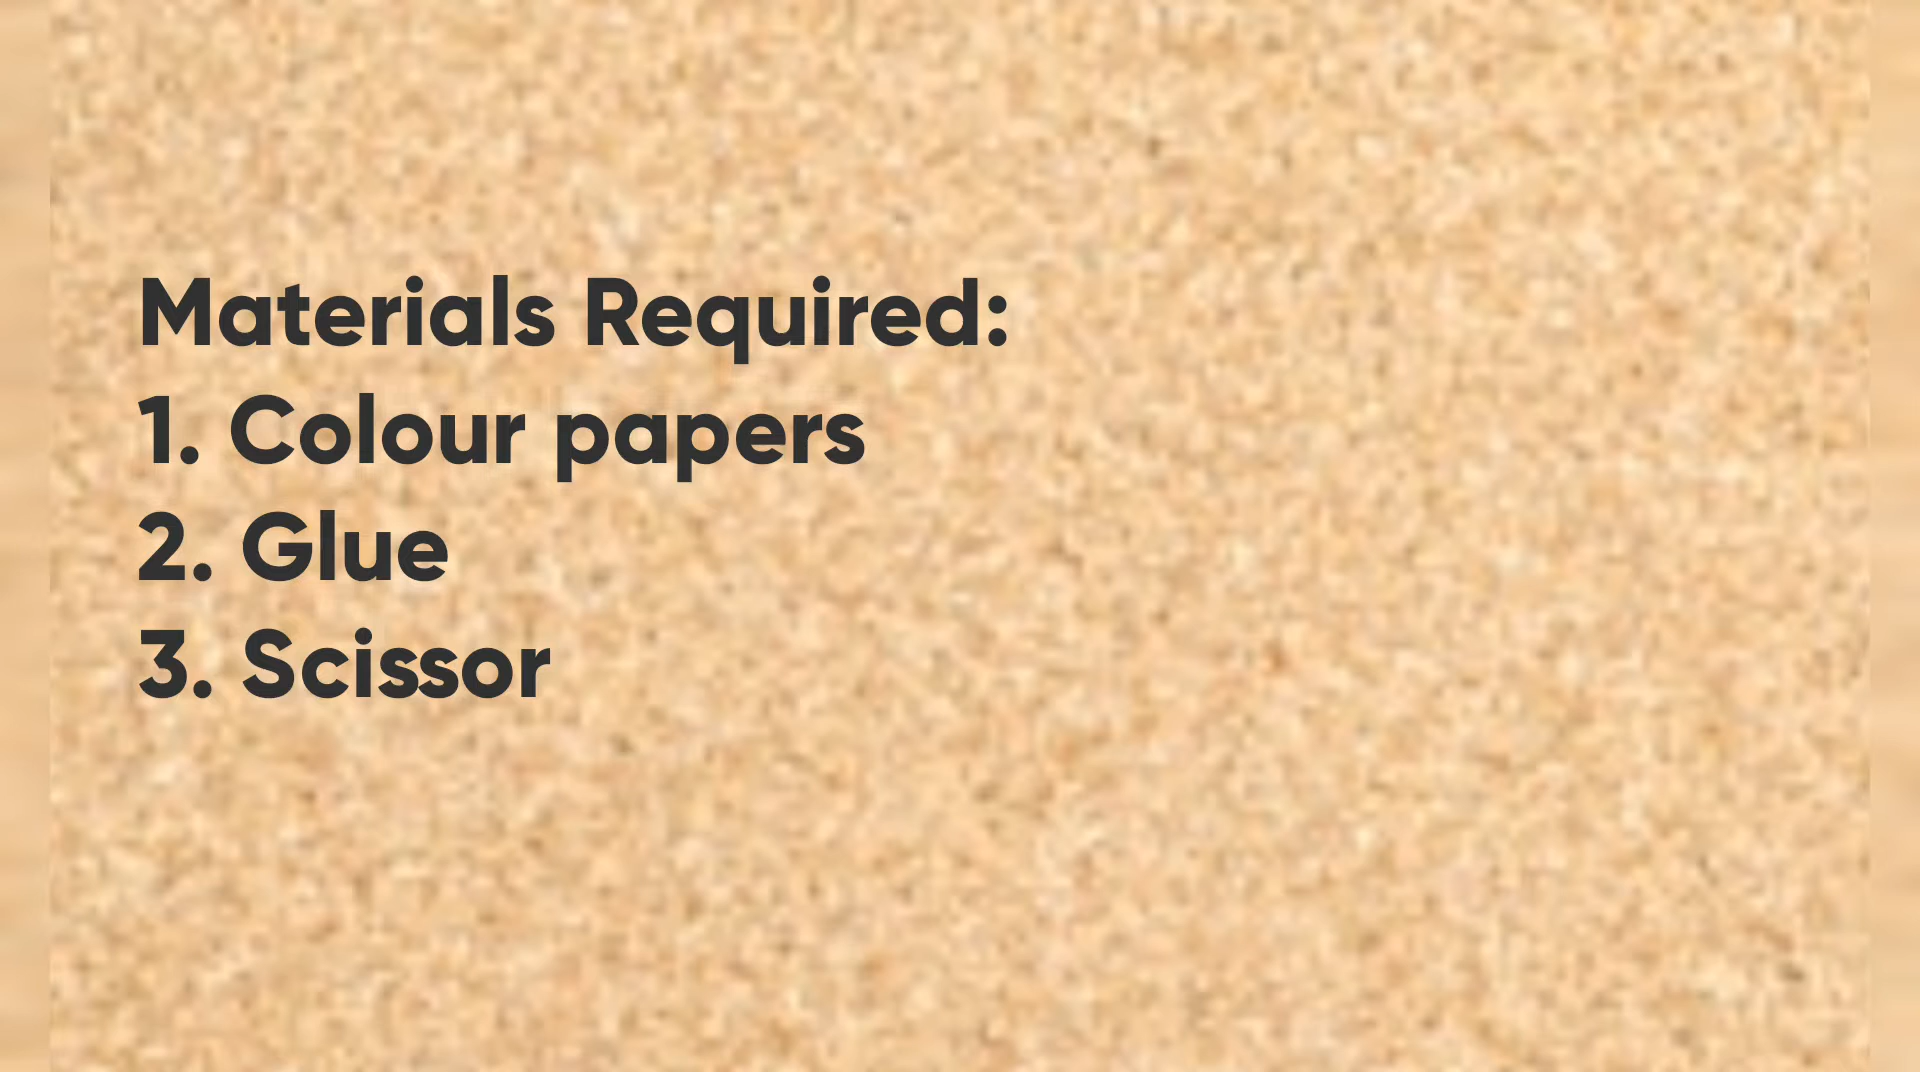 Materials Required:
1. Colour papers
2. Glue
3. Scissor